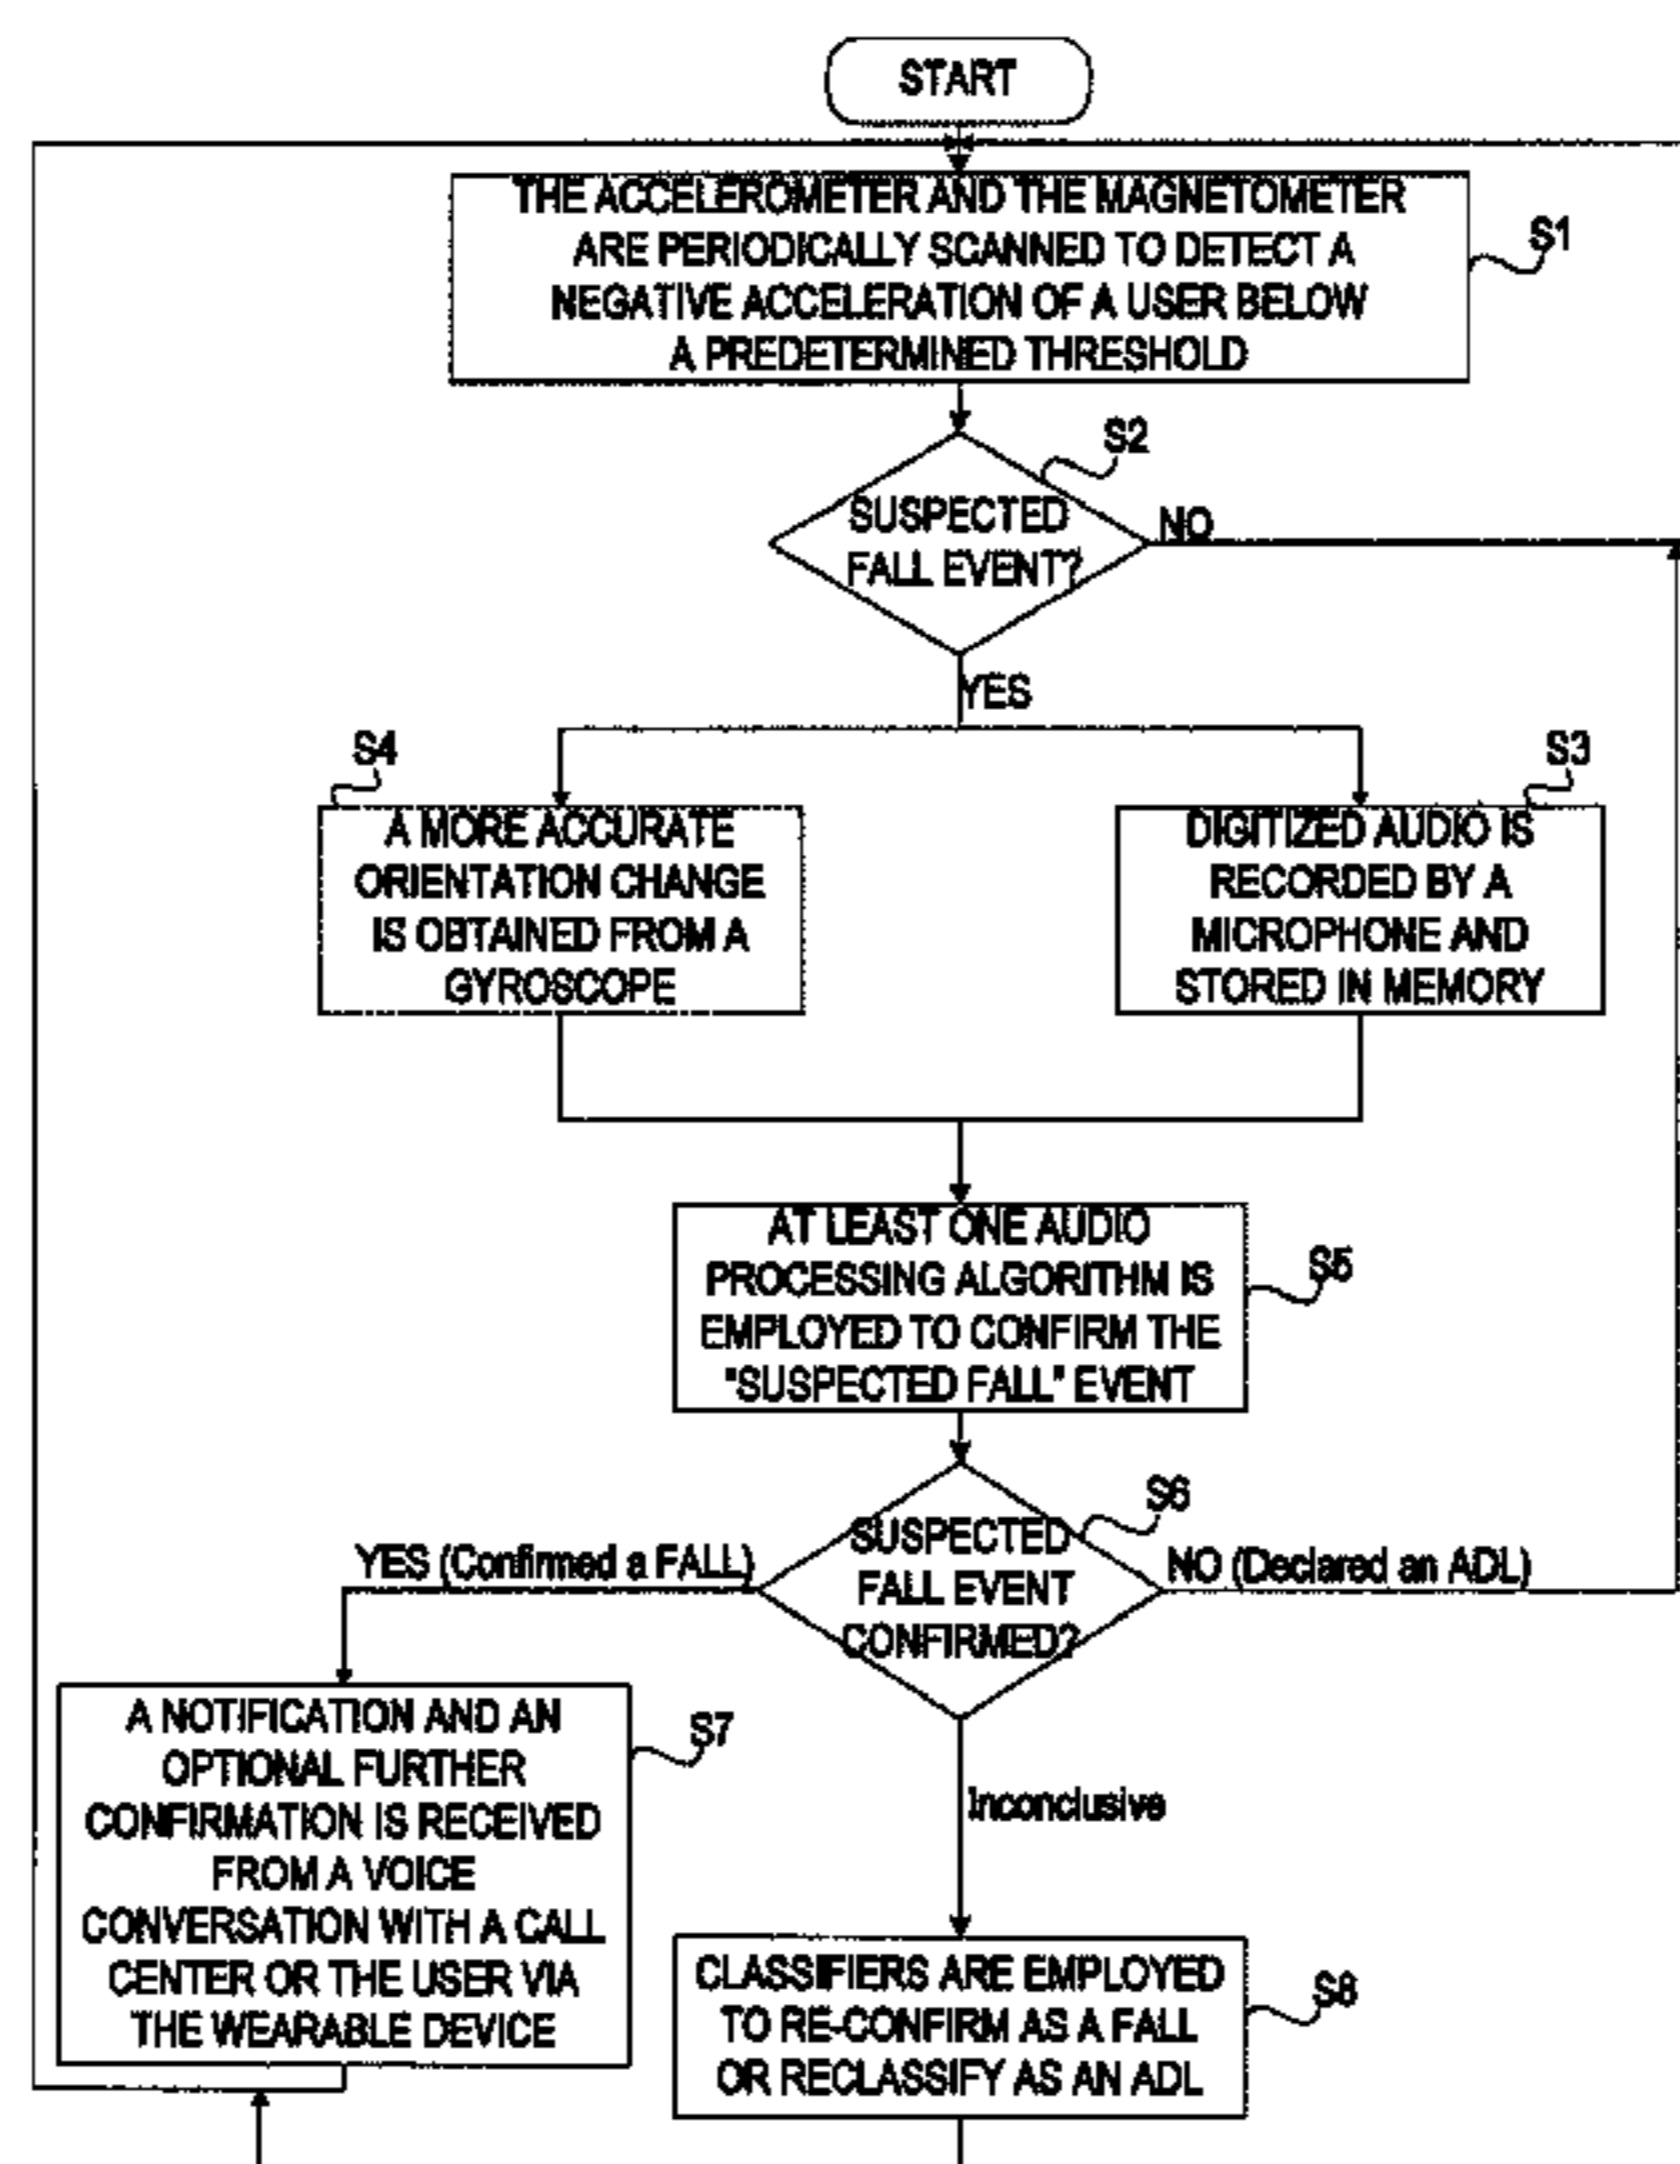 START
THE ACCELEROMETER AND THE MAGNETOMETER
ARE PERIODICALLY SCANNED TO DETECT A
NEGATIVE ACCELERATION OF A USER BELOW
A PREDETERMINED THRESHOLD
S1
S2
SUSPECTED
FALL EVENT?
NO
YES
S4
A MORE ACCURATE
ORIENTATION CHANGE
IS OBTAINED FROM A
GYROSCOPE
S3
DIGITIZED AUDIO IS
RECORDED BY A
MICROPHONE AND
STORED IN MEMORY
AT LEAST ONE AUDIO
PROCESSING ALGORITHM IS
EMPLOYED TO CONFIRM THE
"SUSPECTED FALL" EVENT
S5
S6
SUSPECTED
FALL EVENT
CONFIRMED?
YES (Confirmed a FALL)
NO (Declared an ADL)
A NOTIFICATION AND AN
OPTIONAL FURTHER
CONFIRMATION IS RECEIVED
FROM A VOICE
CONVERSATION WITH A CALL
CENTER OR THE USER VIA
THE WEARABLE DEVICE
S7
Inconclusive
CLASSIFIERS ARE EMPLOYED
TO RE-CONFIRM AS A FALL
OR RECLASSIFY AS AN ADL
S8